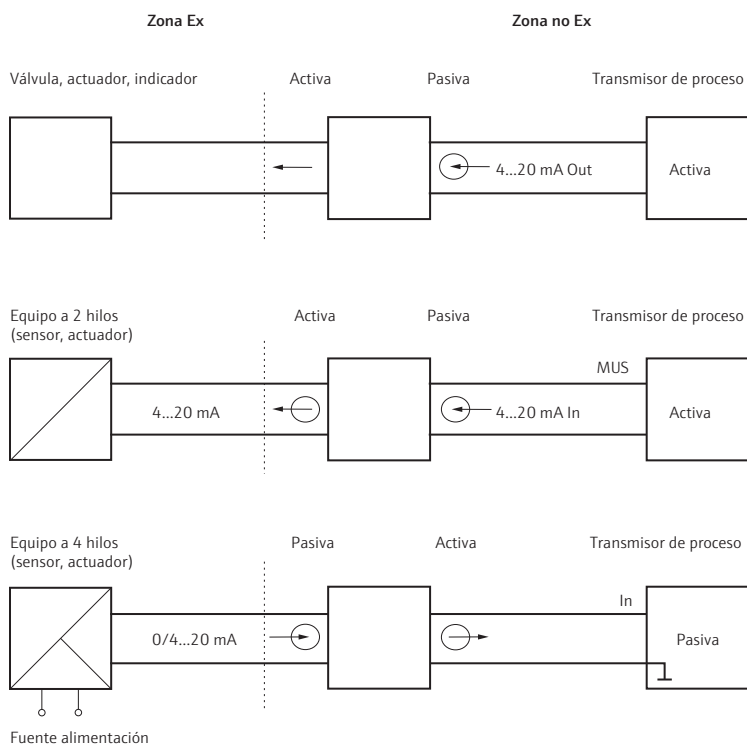 Zona Ex
Zona no Ex
Válvula, actuador, indicador
Activa
Pasiva
Transmisor de proceso
4...20 mA Out
Activa
Equipo a 2 hilos
(sensor, actuador)
Activa
Pasiva
Transmisor de proceso
MUS
4...20 mA
4...20 mA In
Activa
Equipo a 4 hilos
(sensor, actuador)
Pasiva
Activa
Transmisor de proceso
In
0/4...20 mA
Pasiva
Fuente alimentación